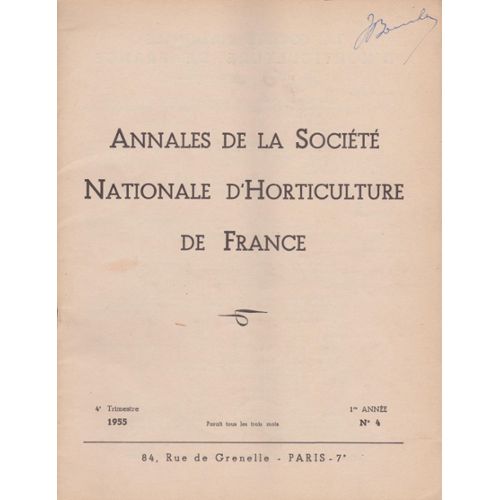 ANNALES DE LA SOCIÉTÉ
NATIONALE D'HORTICULTURE
DE FRANCE
4e Trimestre
1955
Paraît tous les trois mois
1re ANNÉE
N° 4
84, Rue de Grenelle - PARIS-7e